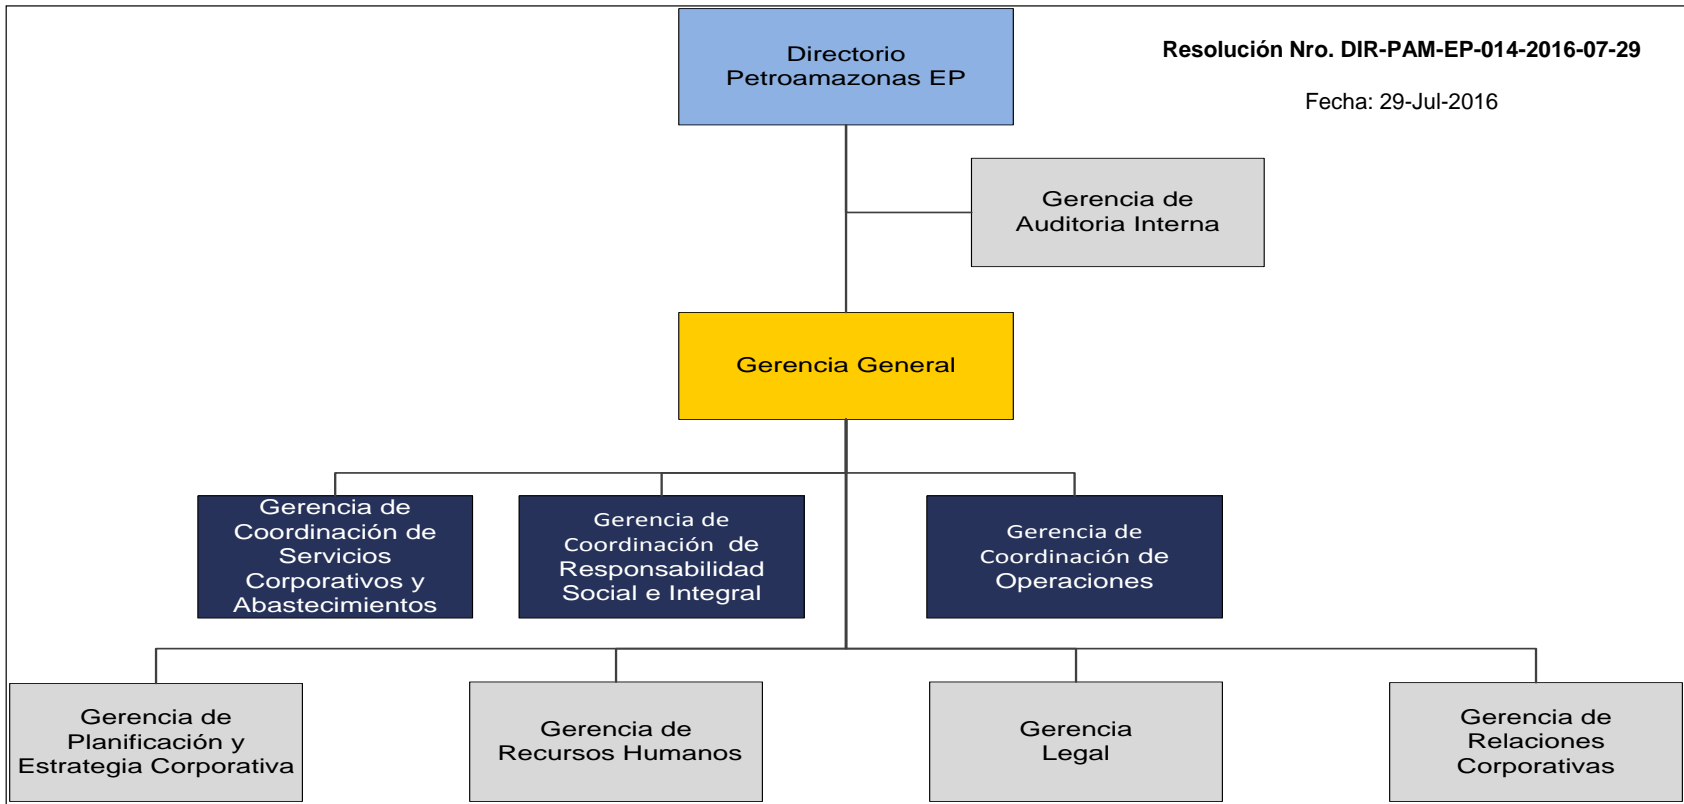 Directorio
Petroamazonas EP
Resolución Nro. DIR-PAM-EP-014-2016-07-29
Fecha: 29-Jul-2016
Gerencia de
Auditoria Interna
Gerencia General
Gerencia de
Coordinación de
Servicios
Corporativos y
Abastecimientos
Gerencia de
Coordinación de
Responsabilidad
Social e Integral
Gerencia de
Coordinación de
Operaciones
Gerencia de
Planificación y
Estrategia Corporativa
Gerencia de
Recursos Humanos
Gerencia
Legal
Gerencia de
Relaciones
Corporativas